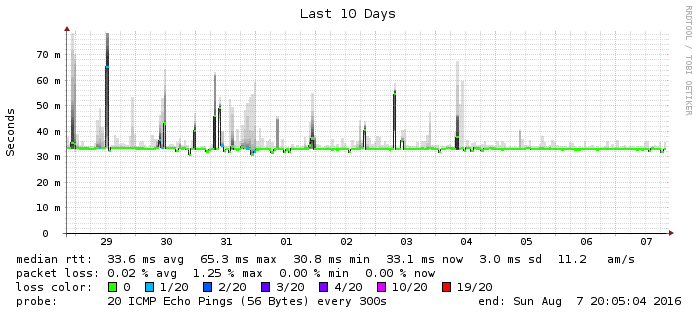 Last 10 Days
RRDTOOL / TOBI OETIKER
Seconds
70 m
60 m
50 m
40 m
30 m
20 m
10 m
0
29 30 31 01 02 03 04 05 06 07
median rtt: 33.6 ms avg 65.3 ms max 30.8 ms min 33.1 ms now 3.0 ms sd 11.2 am/s
packet loss: 0.02 % avg 1.25 % max 0.00 % min 0.00 % now
loss color: 0 1/20 2/20 3/20 4/20 10/20 19/20
probe: 20 ICMP Echo Pings (56 Bytes) every 300s end: Sun Aug 7 20:05:04 2016